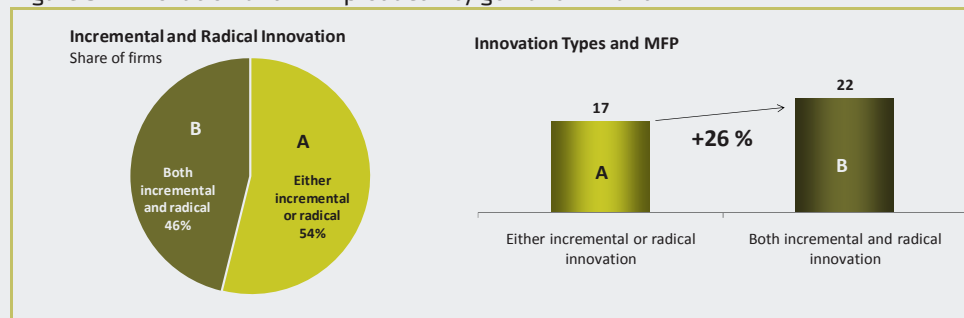 Incremental and Radical Innovation
Share of firms
B
Both
incremental
and radical
46%
A
Either
incremental
or radical
54%
Innovation Types and MFP
17
+26 %
22
A
B
Either incremental or radical
innovation
Both incremental and radical
innovation